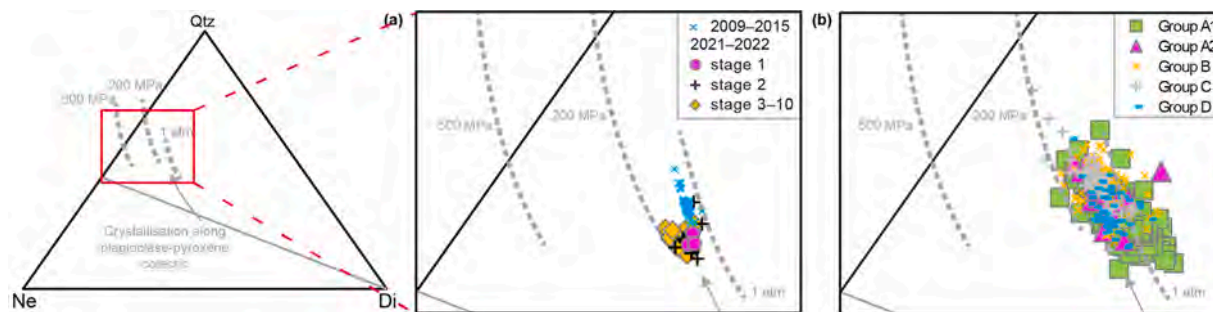 Qtz
500 MPa
200 MPa
1 atm
Crystallisation along
plagioclase-pyroxene
cotectic
Ne
Di
(a)
2009–2015
2021–2022
stage 1
stage 2
stage 3–10
500 MPa
200 MPa
1 atm
(b)
Group A1
Group A2
Group B
Group C
Group D
500 MPa
200 MPa
1 atm